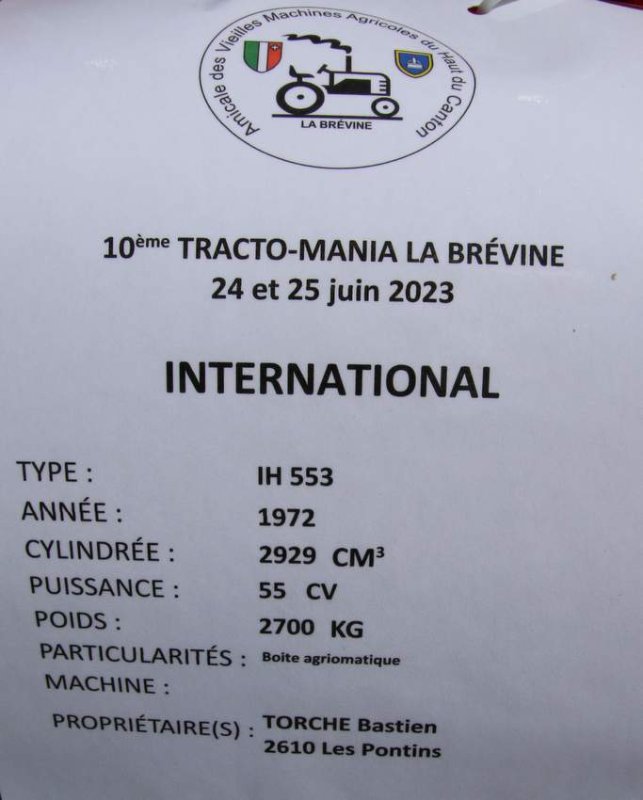 Amicale des Vieilles Machines Agricoles du Haut du Canton
LA BRÉVINE
10ème TRACTO-MANIA LA BRÉVINE
24 et 25 juin 2023
INTERNATIONAL
TYPE : IH 553
ANNÉE : 1972
CYLINDRÉE : 2929 CM³
PUISSANCE : 55 CV
POIDS : 2700 KG
PARTICULARITÉS : Boite agriomatique
MACHINE :
PROPRIÉTAIRE(S) : TORCHE Bastien
2610 Les Pontins